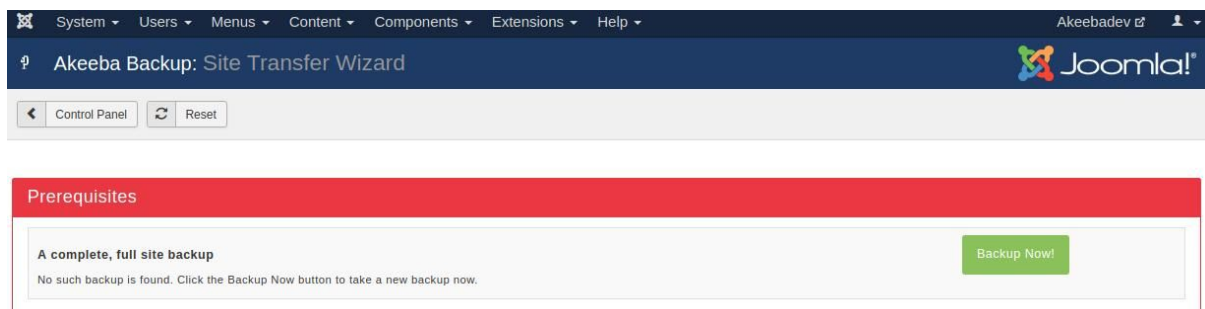 System Users Menus Content Components Extensions Help Akeebadev
Akeeba Backup: Site Transfer Wizard Joomla!®
Control Panel Reset
Prerequisites
A complete, full site backup
Backup Now!
No such backup is found. Click the Backup Now button to take a new backup now.